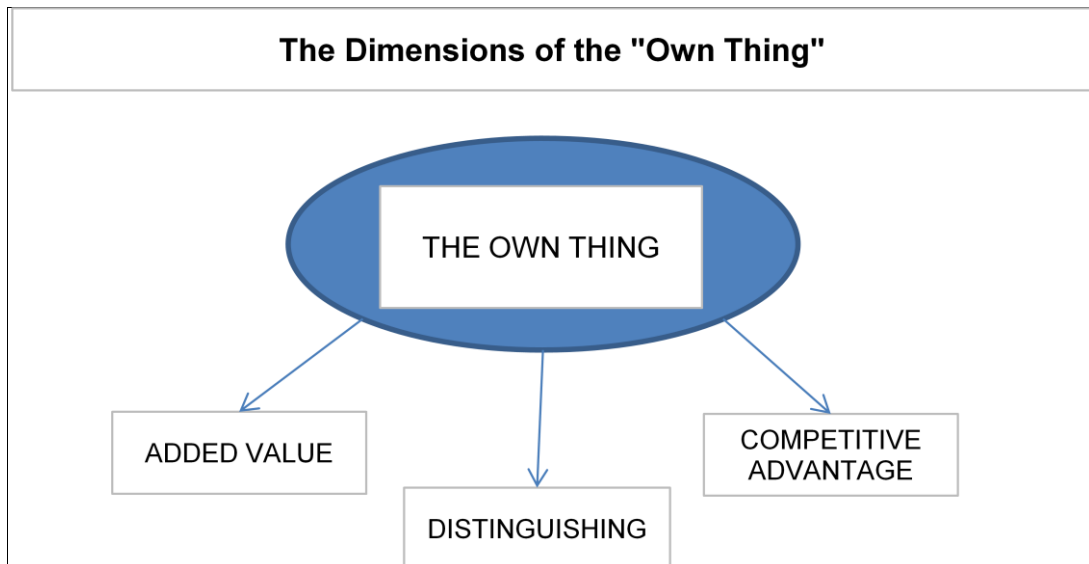 The Dimensions of the "Own Thing"
THE OWN THING
ADDED VALUE
COMPETITIVE
ADVANTAGE
DISTINGUISHING